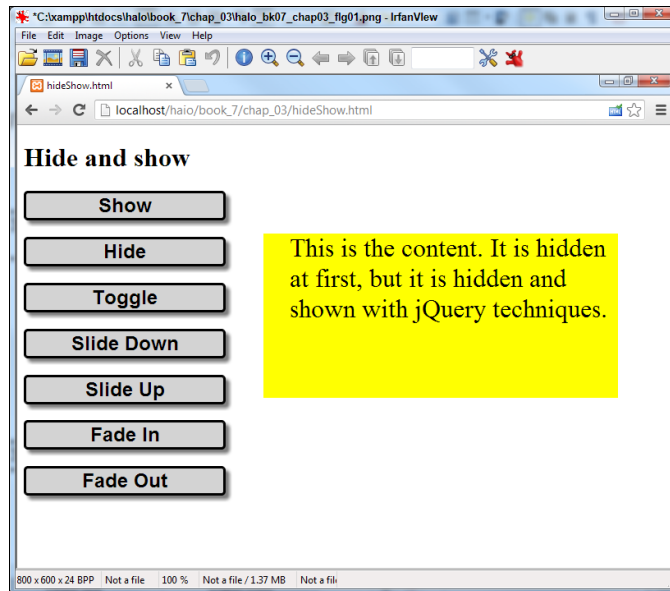 *C:\xampp\htdocs\halo\book_7\chap_03\halo_bk07_chap03_flg01.png - IrfanView
File Edit Image Options View Help
hideShow.html
localhost/haio/book_7/chap_03/hideShow.html
Hide and show
Show
Hide
Toggle
Slide Down
Slide Up
Fade In
Fade Out
This is the content. It is hidden
at first, but it is hidden and
shown with jQuery techniques.
800 x 600 x 24 BPP Not a file 100 % Not a file / 1.37 MB Not a file